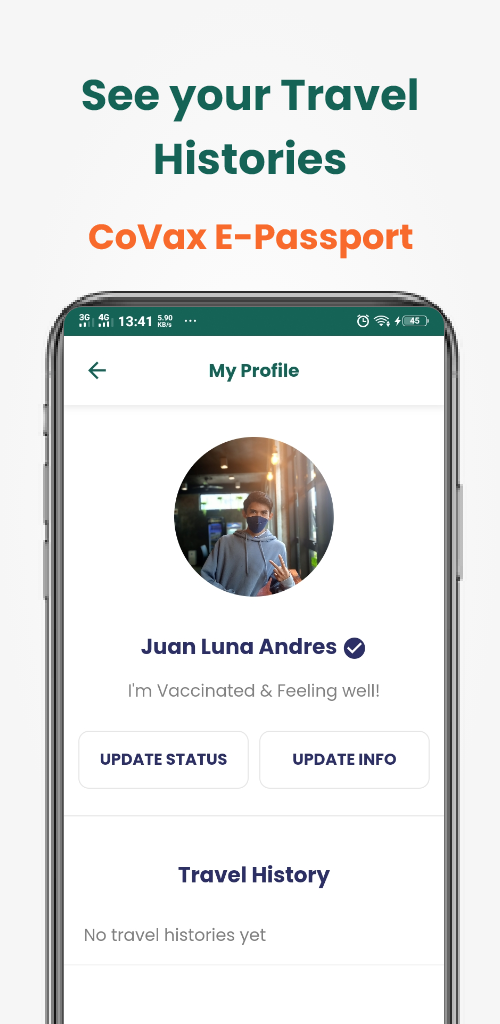 See your Travel
Histories
CoVax E-Passport
3G 4G 13:41 5.90 KB/s ... 45
My Profile
Juan Luna Andres
I'm Vaccinated & Feeling well!
UPDATE STATUS UPDATE INFO
Travel History
No travel histories yet